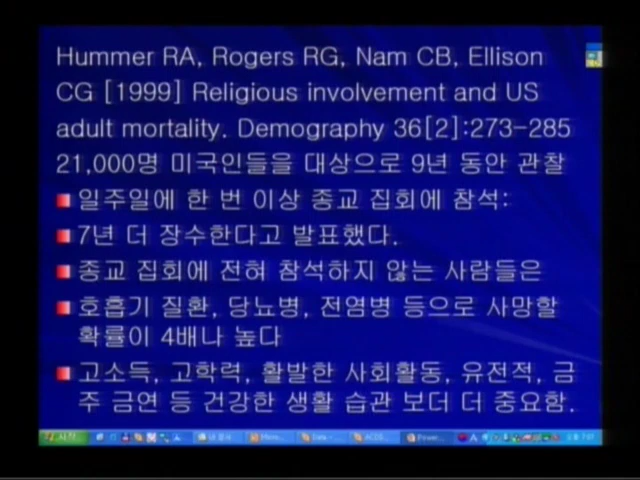 Hummer RA, Rogers RG, Nam CB, Ellison
CG [1999] Religious involvement and US
adult mortality. Demography 36[2]:273-285
21,000명 미국인들을 대상으로 9년 동안 관찰
일주일에 한 번 이상 종교 집회에 참석:
7년 더 장수한다고 발표했다.
종교 집회에 전혀 참석하지 않는 사람들은
호흡기 질환, 당뇨병, 전염병 등으로 사망할
확률이 4배나 높다
고소득, 고학력, 활발한 사회활동, 유전적, 금
주 금연 등 건강한 생활 습관 보더 더 중요함.
시작